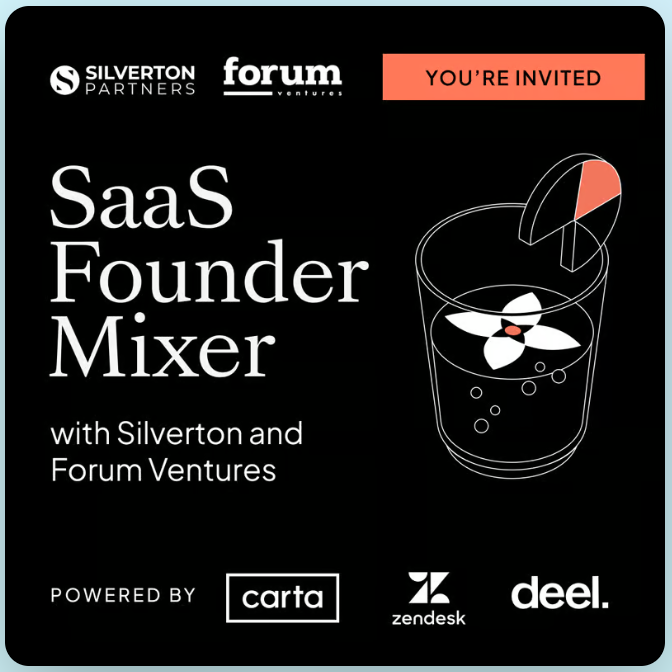 SILVERTON
PARTNERS
forum
ventures
YOU'RE INVITED
SaaS
Founder
Mixer
with Silverton and
Forum Ventures
POWERED BY
carta
zendesk
deel.